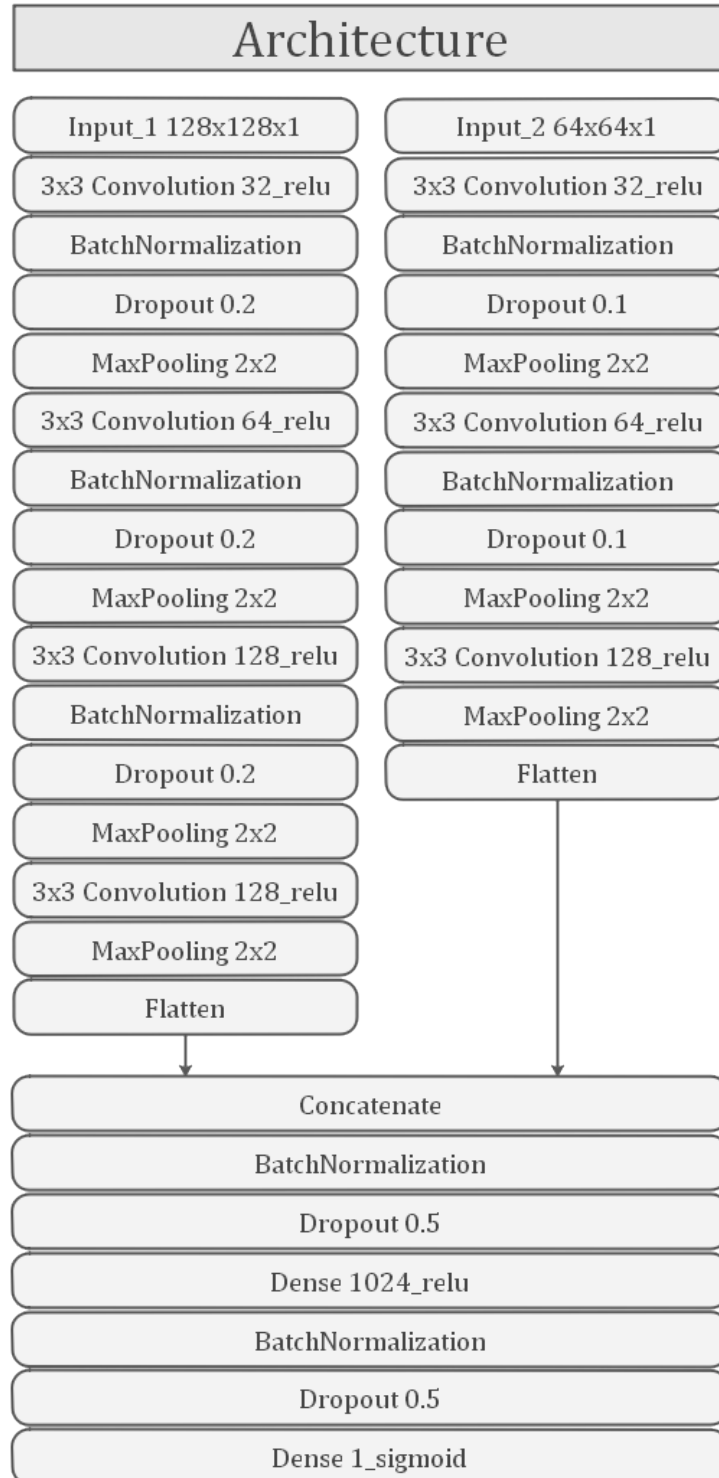 Architecture
Input_1 128x128x1
3x3 Convolution 32_relu
BatchNormalization
Dropout 0.2
MaxPooling 2x2
3x3 Convolution 64_relu
BatchNormalization
Dropout 0.2
MaxPooling 2x2
3x3 Convolution 128_relu
BatchNormalization
Dropout 0.2
MaxPooling 2x2
3x3 Convolution 128_relu
MaxPooling 2x2
Flatten
Input_2 64x64x1
3x3 Convolution 32_relu
BatchNormalization
Dropout 0.1
MaxPooling 2x2
3x3 Convolution 64_relu
BatchNormalization
Dropout 0.1
MaxPooling 2x2
3x3 Convolution 128_relu
MaxPooling 2x2
Flatten
Concatenate
BatchNormalization
Dropout 0.5
Dense 1024_relu
BatchNormalization
Dropout 0.5
Dense 1_sigmoid